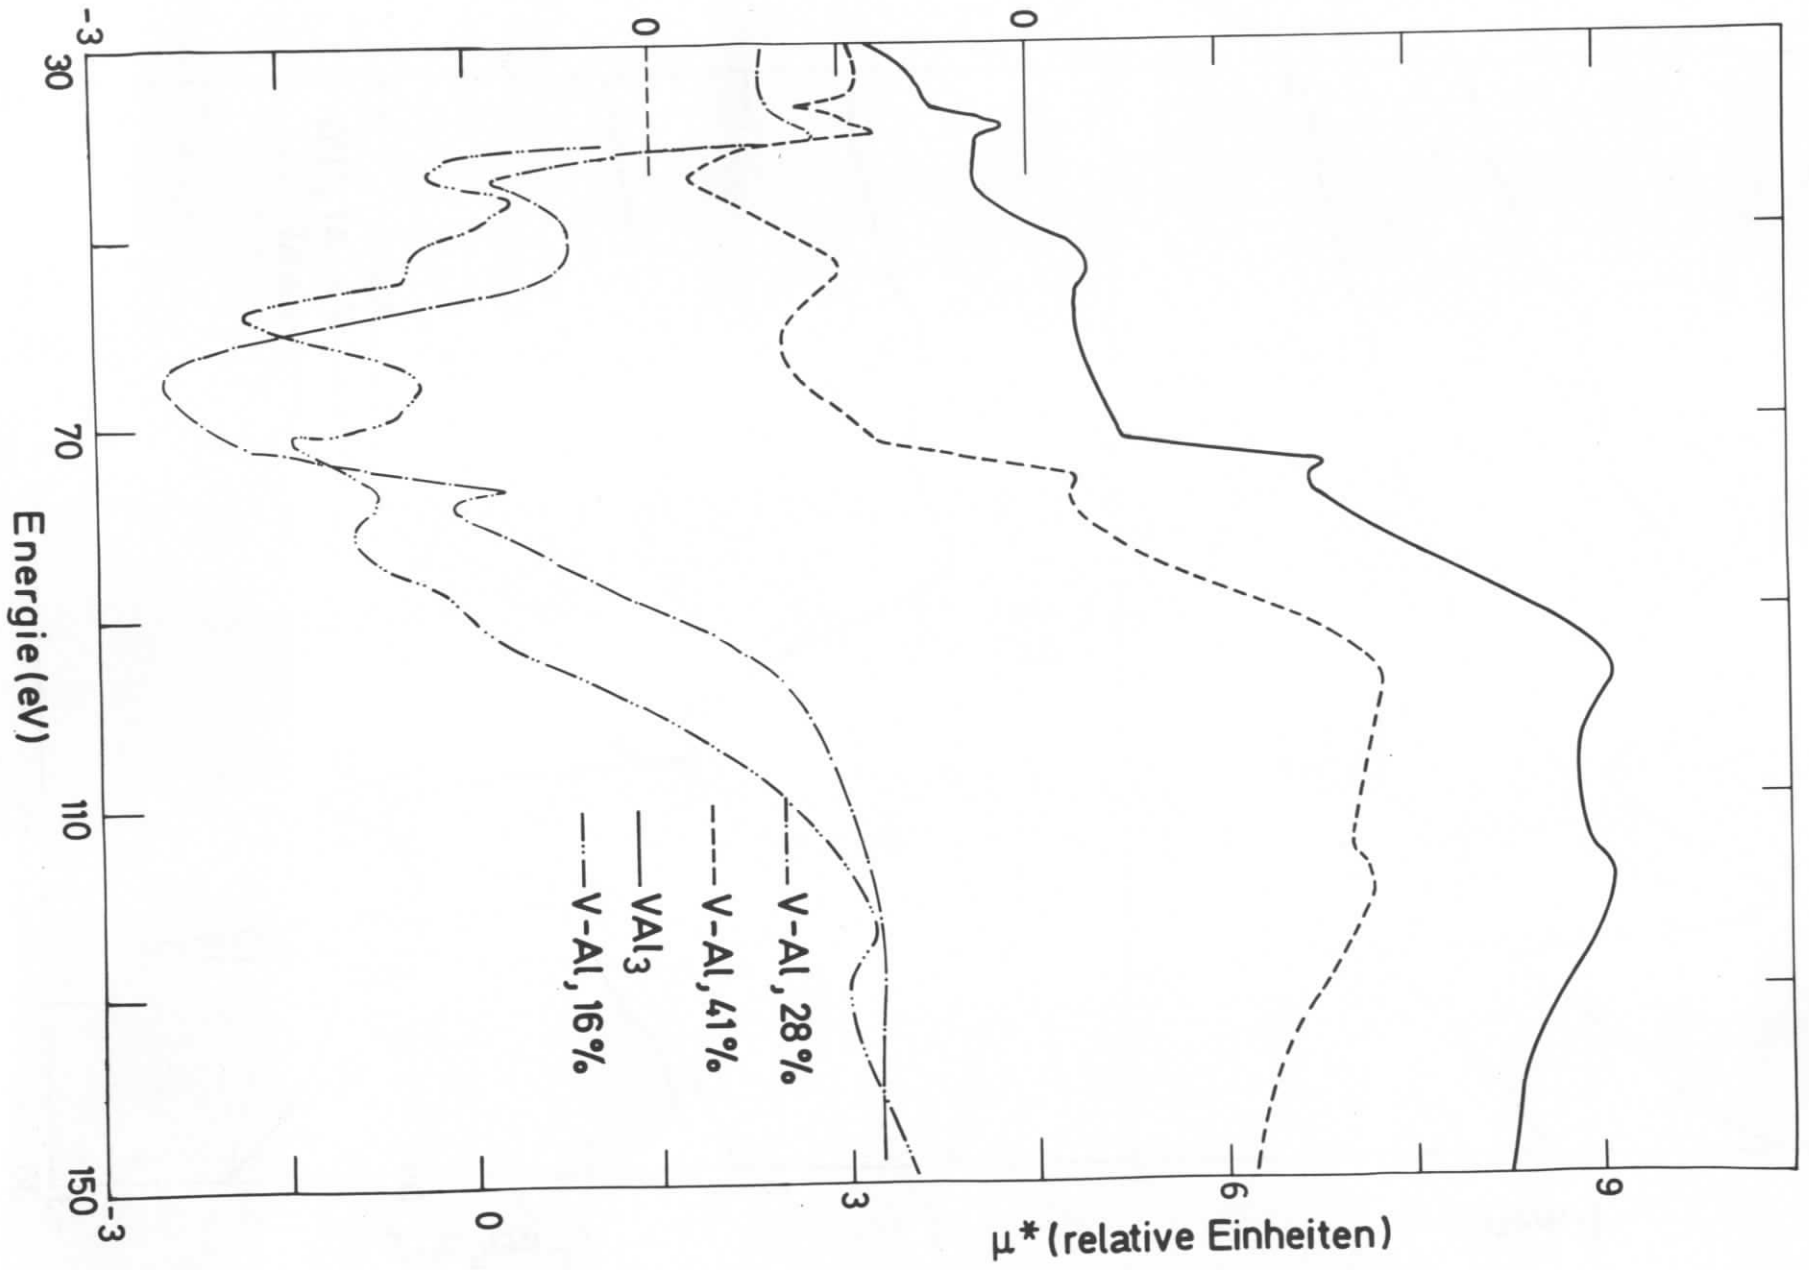 μ* (relative Einheiten)
9
6
3
0
-3
0
0
-3
30
70
110
150
Energie (eV)
V-Al, 28%
V-Al, 41%
VAl₃
V-Al, 16%